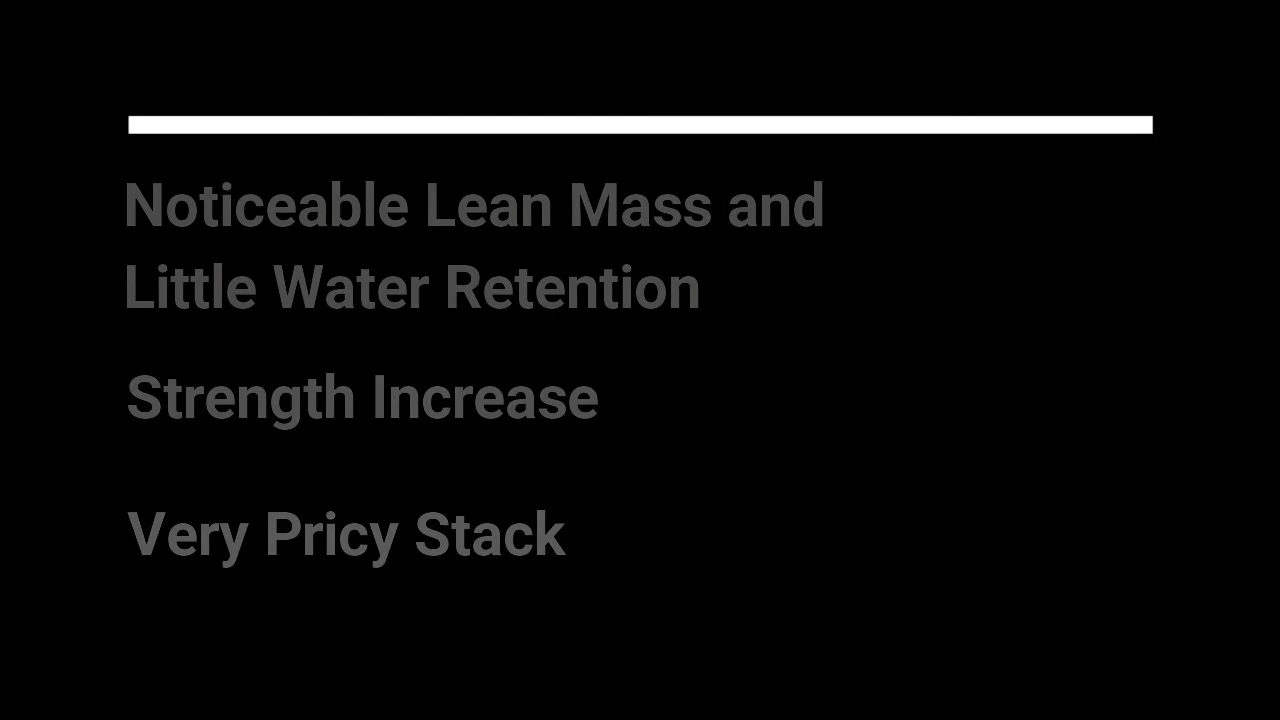 Noticeable Lean Mass and
Little Water Retention
Strength Increase
Very Pricy Stack